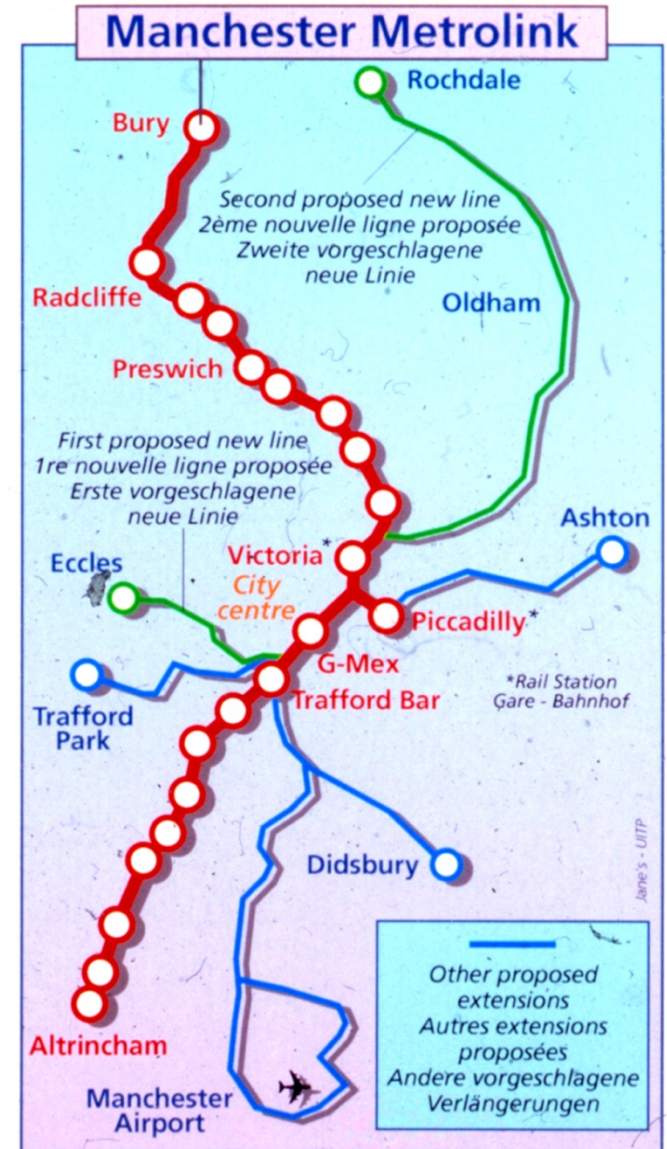 Manchester Metrolink
Rochdale
Bury
Second proposed new line
2ème nouvelle ligne proposée
Zweite vorgeschlagene
neue Linie
Radcliffe
Oldham
Preswich
First proposed new line
1re nouvelle ligne proposée
Erste vorgeschlagene
neue Linie
Ashton
Victoria*
Eccles
City
centre
Piccadilly*
G-Mex
*Rail Station
Gare - Bahnhof
Trafford Bar
Trafford
Park
Jane's - UITP
Didsbury
Other proposed
extensions
Autres extensions
proposées
Andere vorgeschlagene
Verlängerungen
Altrincham
Manchester
Airport